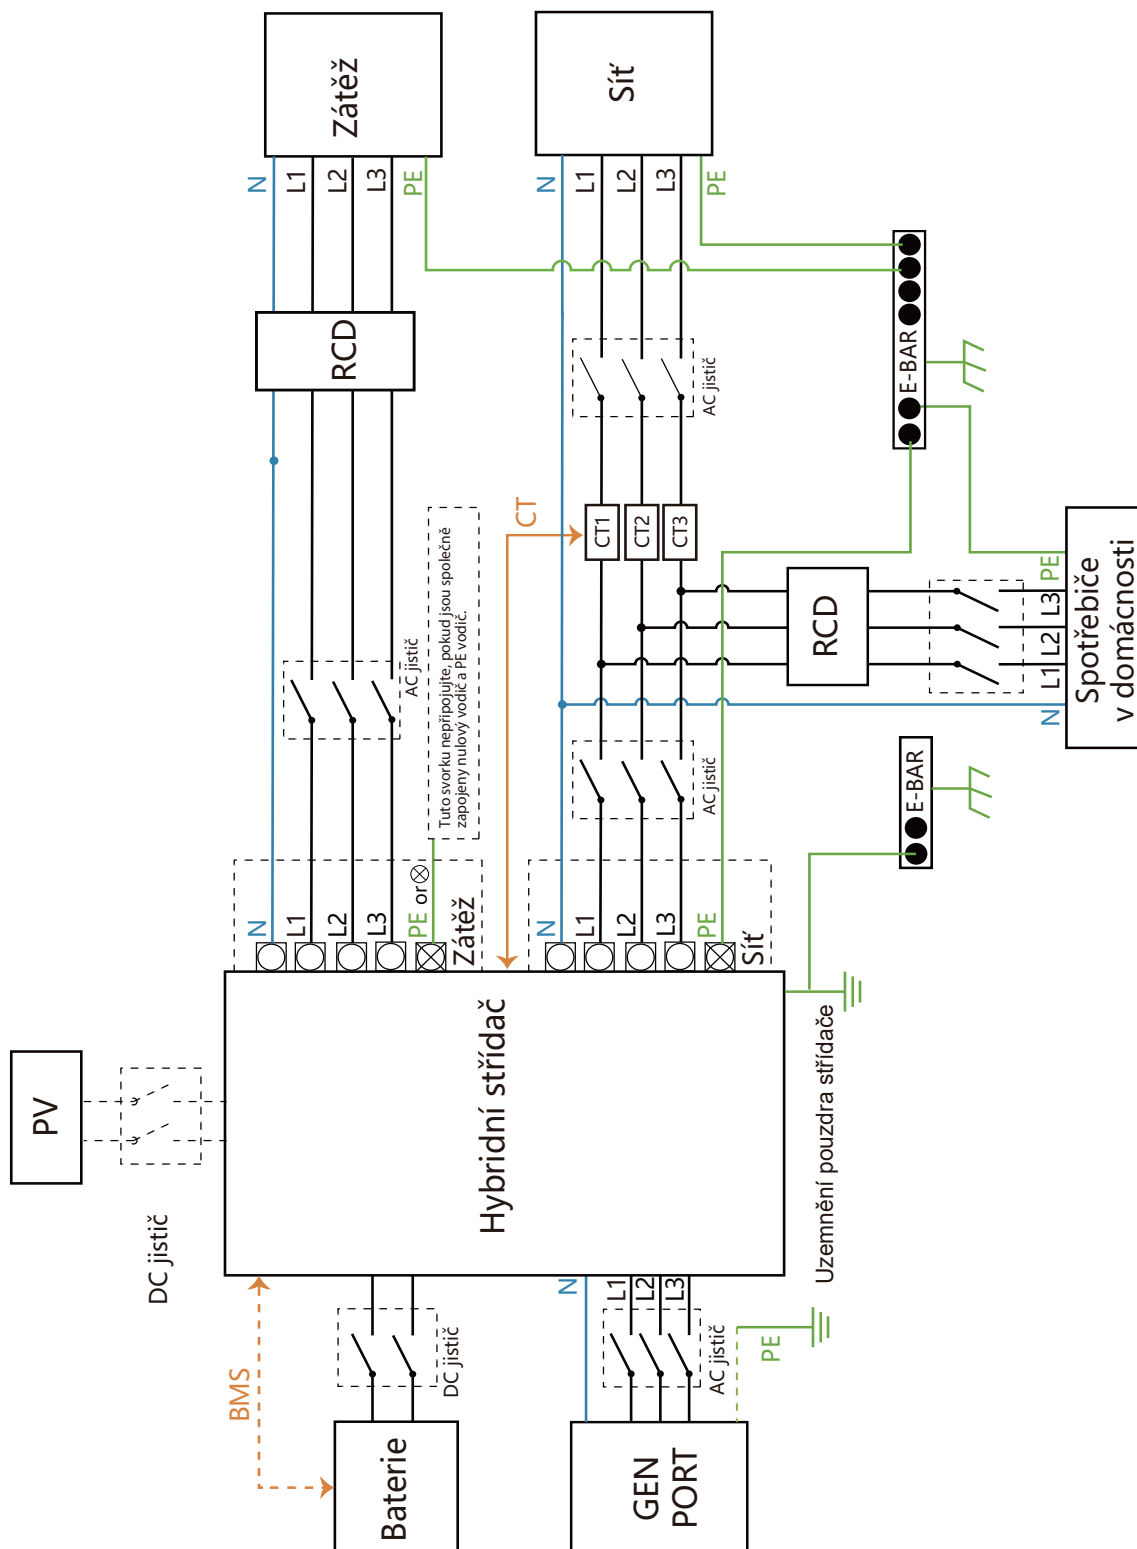 Zátěž
Síť
N
L1
L2
L3
PE
N
L1
L2
L3
PE
RCD
E-BAR
AC jistič
CT
CT1
CT2
CT3
Tuto svorku nepřipojujte, pokud jsou společně
zapojeny nulový vodič a PE vodič.
AC jistič
RCD
PE
L3
L2
L1
N
Spotřebiče
v domácnosti
AC jistič
E-BAR
N
L1
L2
L3
PE or
Zátěž
N
L1
L2
L3
PE
Síť
PV
DC jistič
Hybridní střídač
Uzemnění pouzdra střídače
BMS
DC jistič
Baterie
N
L1
L2
L3
AC jistič
PE
GEN
PORT